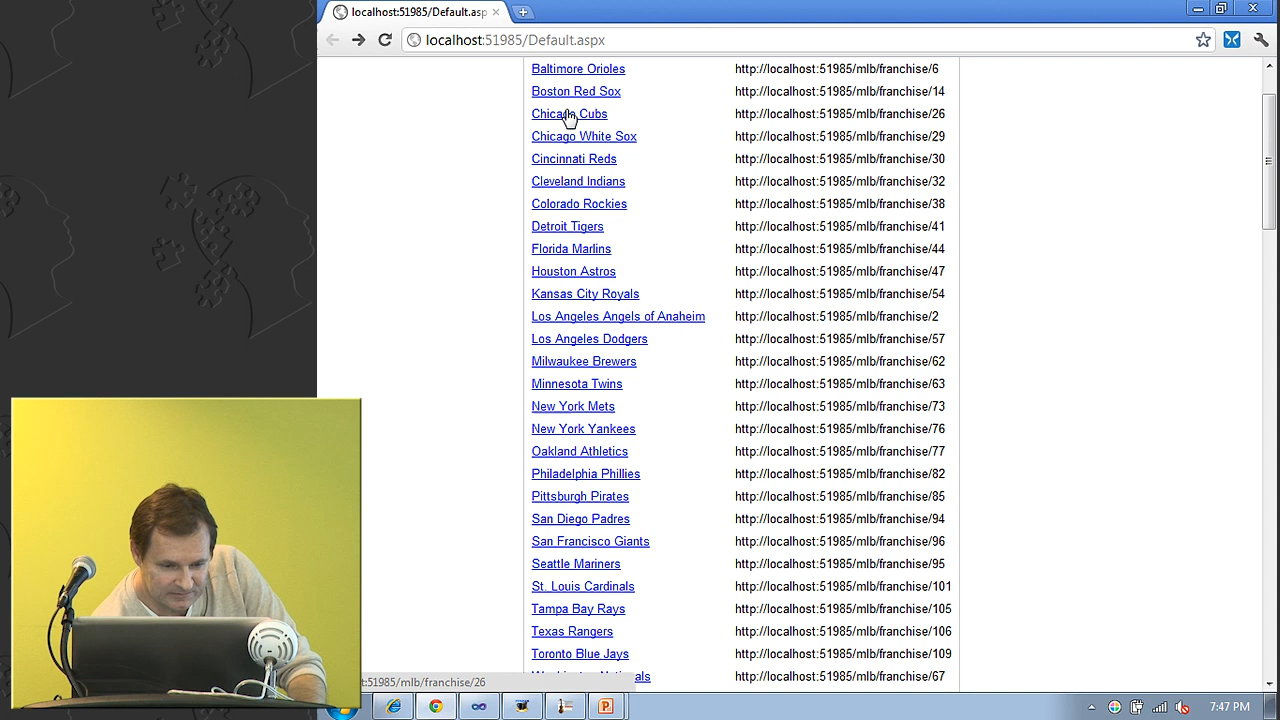 localhost:51985/Default.asp
localhost:51985/Default.aspx
Baltimore Orioles http://localhost:51985/mlb/franchise/6
Boston Red Sox http://localhost:51985/mlb/franchise/14
Chicago Cubs http://localhost:51985/mlb/franchise/26
Chicago White Sox http://localhost:51985/mlb/franchise/29
Cincinnati Reds http://localhost:51985/mlb/franchise/30
Cleveland Indians http://localhost:51985/mlb/franchise/32
Colorado Rockies http://localhost:51985/mlb/franchise/38
Detroit Tigers http://localhost:51985/mlb/franchise/41
Florida Marlins http://localhost:51985/mlb/franchise/44
Houston Astros http://localhost:51985/mlb/franchise/47
Kansas City Royals http://localhost:51985/mlb/franchise/54
Los Angeles Angels of Anaheim http://localhost:51985/mlb/franchise/2
Los Angeles Dodgers http://localhost:51985/mlb/franchise/57
Milwaukee Brewers http://localhost:51985/mlb/franchise/62
Minnesota Twins http://localhost:51985/mlb/franchise/63
New York Mets http://localhost:51985/mlb/franchise/73
New York Yankees http://localhost:51985/mlb/franchise/76
Oakland Athletics http://localhost:51985/mlb/franchise/77
Philadelphia Phillies http://localhost:51985/mlb/franchise/82
Pittsburgh Pirates http://localhost:51985/mlb/franchise/85
San Diego Padres http://localhost:51985/mlb/franchise/94
San Francisco Giants http://localhost:51985/mlb/franchise/96
Seattle Mariners http://localhost:51985/mlb/franchise/95
St. Louis Cardinals http://localhost:51985/mlb/franchise/101
Tampa Bay Rays http://localhost:51985/mlb/franchise/105
Texas Rangers http://localhost:51985/mlb/franchise/106
Toronto Blue Jays http://localhost:51985/mlb/franchise/109
Washington Nationals http://localhost:51985/mlb/franchise/67
t:51985/mlb/franchise/26
7:47 PM